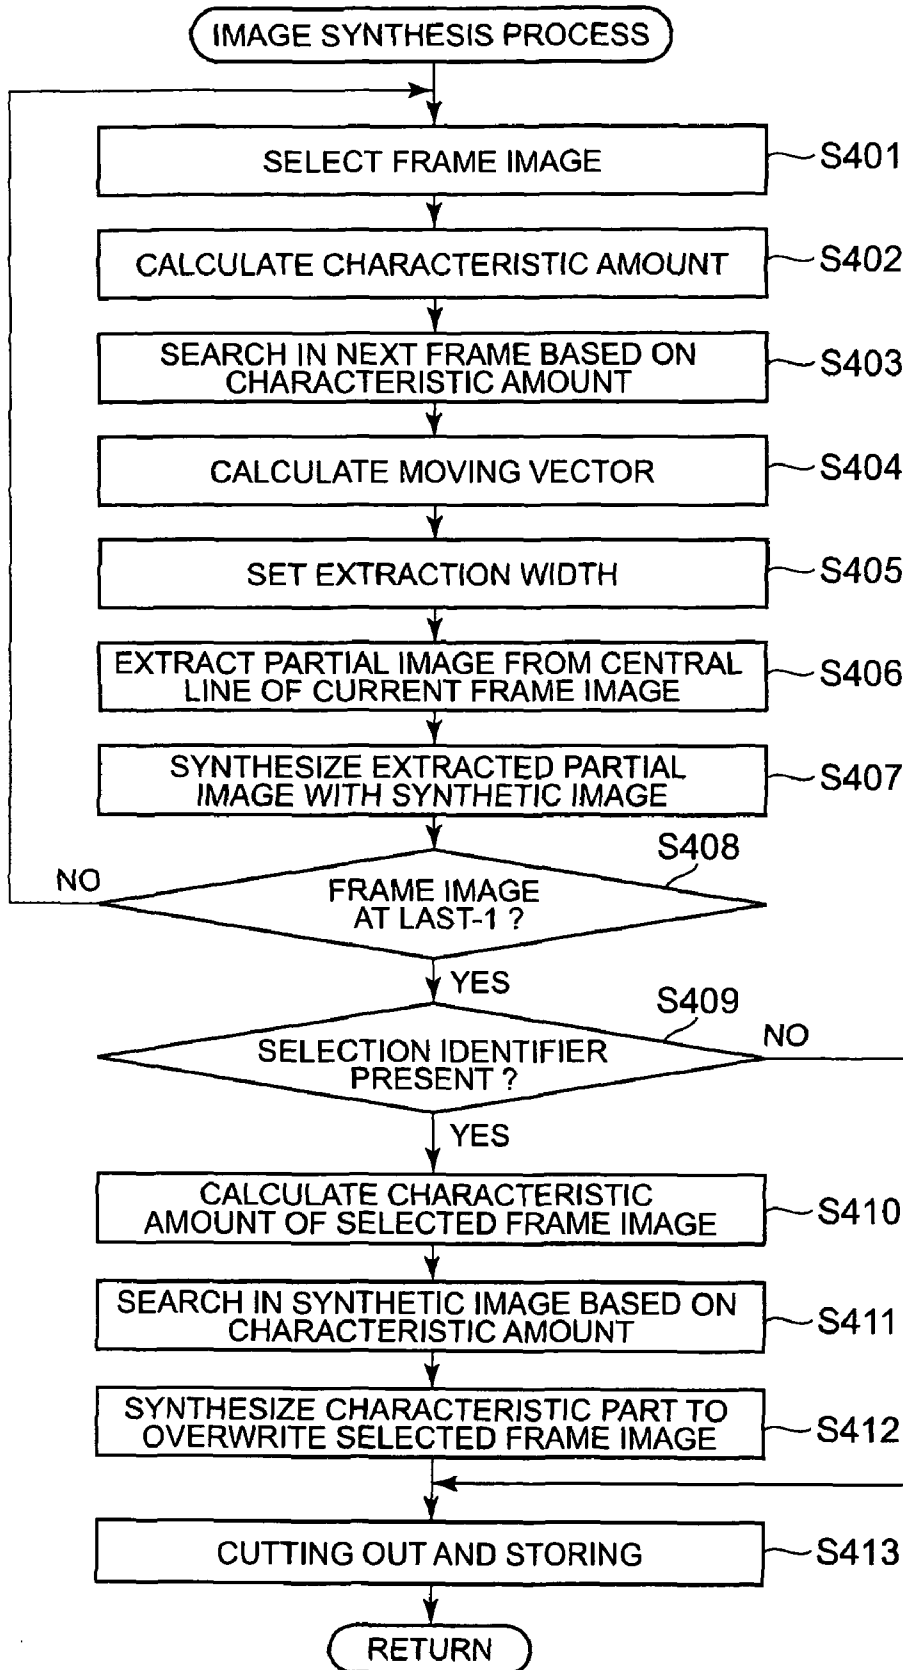 IMAGE SYNTHESIS PROCESS
SELECT FRAME IMAGE
S401
CALCULATE CHARACTERISTIC AMOUNT
S402
SEARCH IN NEXT FRAME BASED ON
CHARACTERISTIC AMOUNT
S403
CALCULATE MOVING VECTOR
S404
SET EXTRACTION WIDTH
S405
EXTRACT PARTIAL IMAGE FROM CENTRAL
LINE OF CURRENT FRAME IMAGE
S406
SYNTHESIZE EXTRACTED PARTIAL
IMAGE WITH SYNTHETIC IMAGE
S407
S408
NO
FRAME IMAGE
AT LAST-1 ?
YES
S409
NO
SELECTION IDENTIFIER
PRESENT ?
YES
CALCULATE CHARACTERISTIC
AMOUNT OF SELECTED FRAME IMAGE
S410
SEARCH IN SYNTHETIC IMAGE BASED ON
CHARACTERISTIC AMOUNT
S411
SYNTHESIZE CHARACTERISTIC PART TO
OVERWRITE SELECTED FRAME IMAGE
S412
CUTTING OUT AND STORING
S413
RETURN